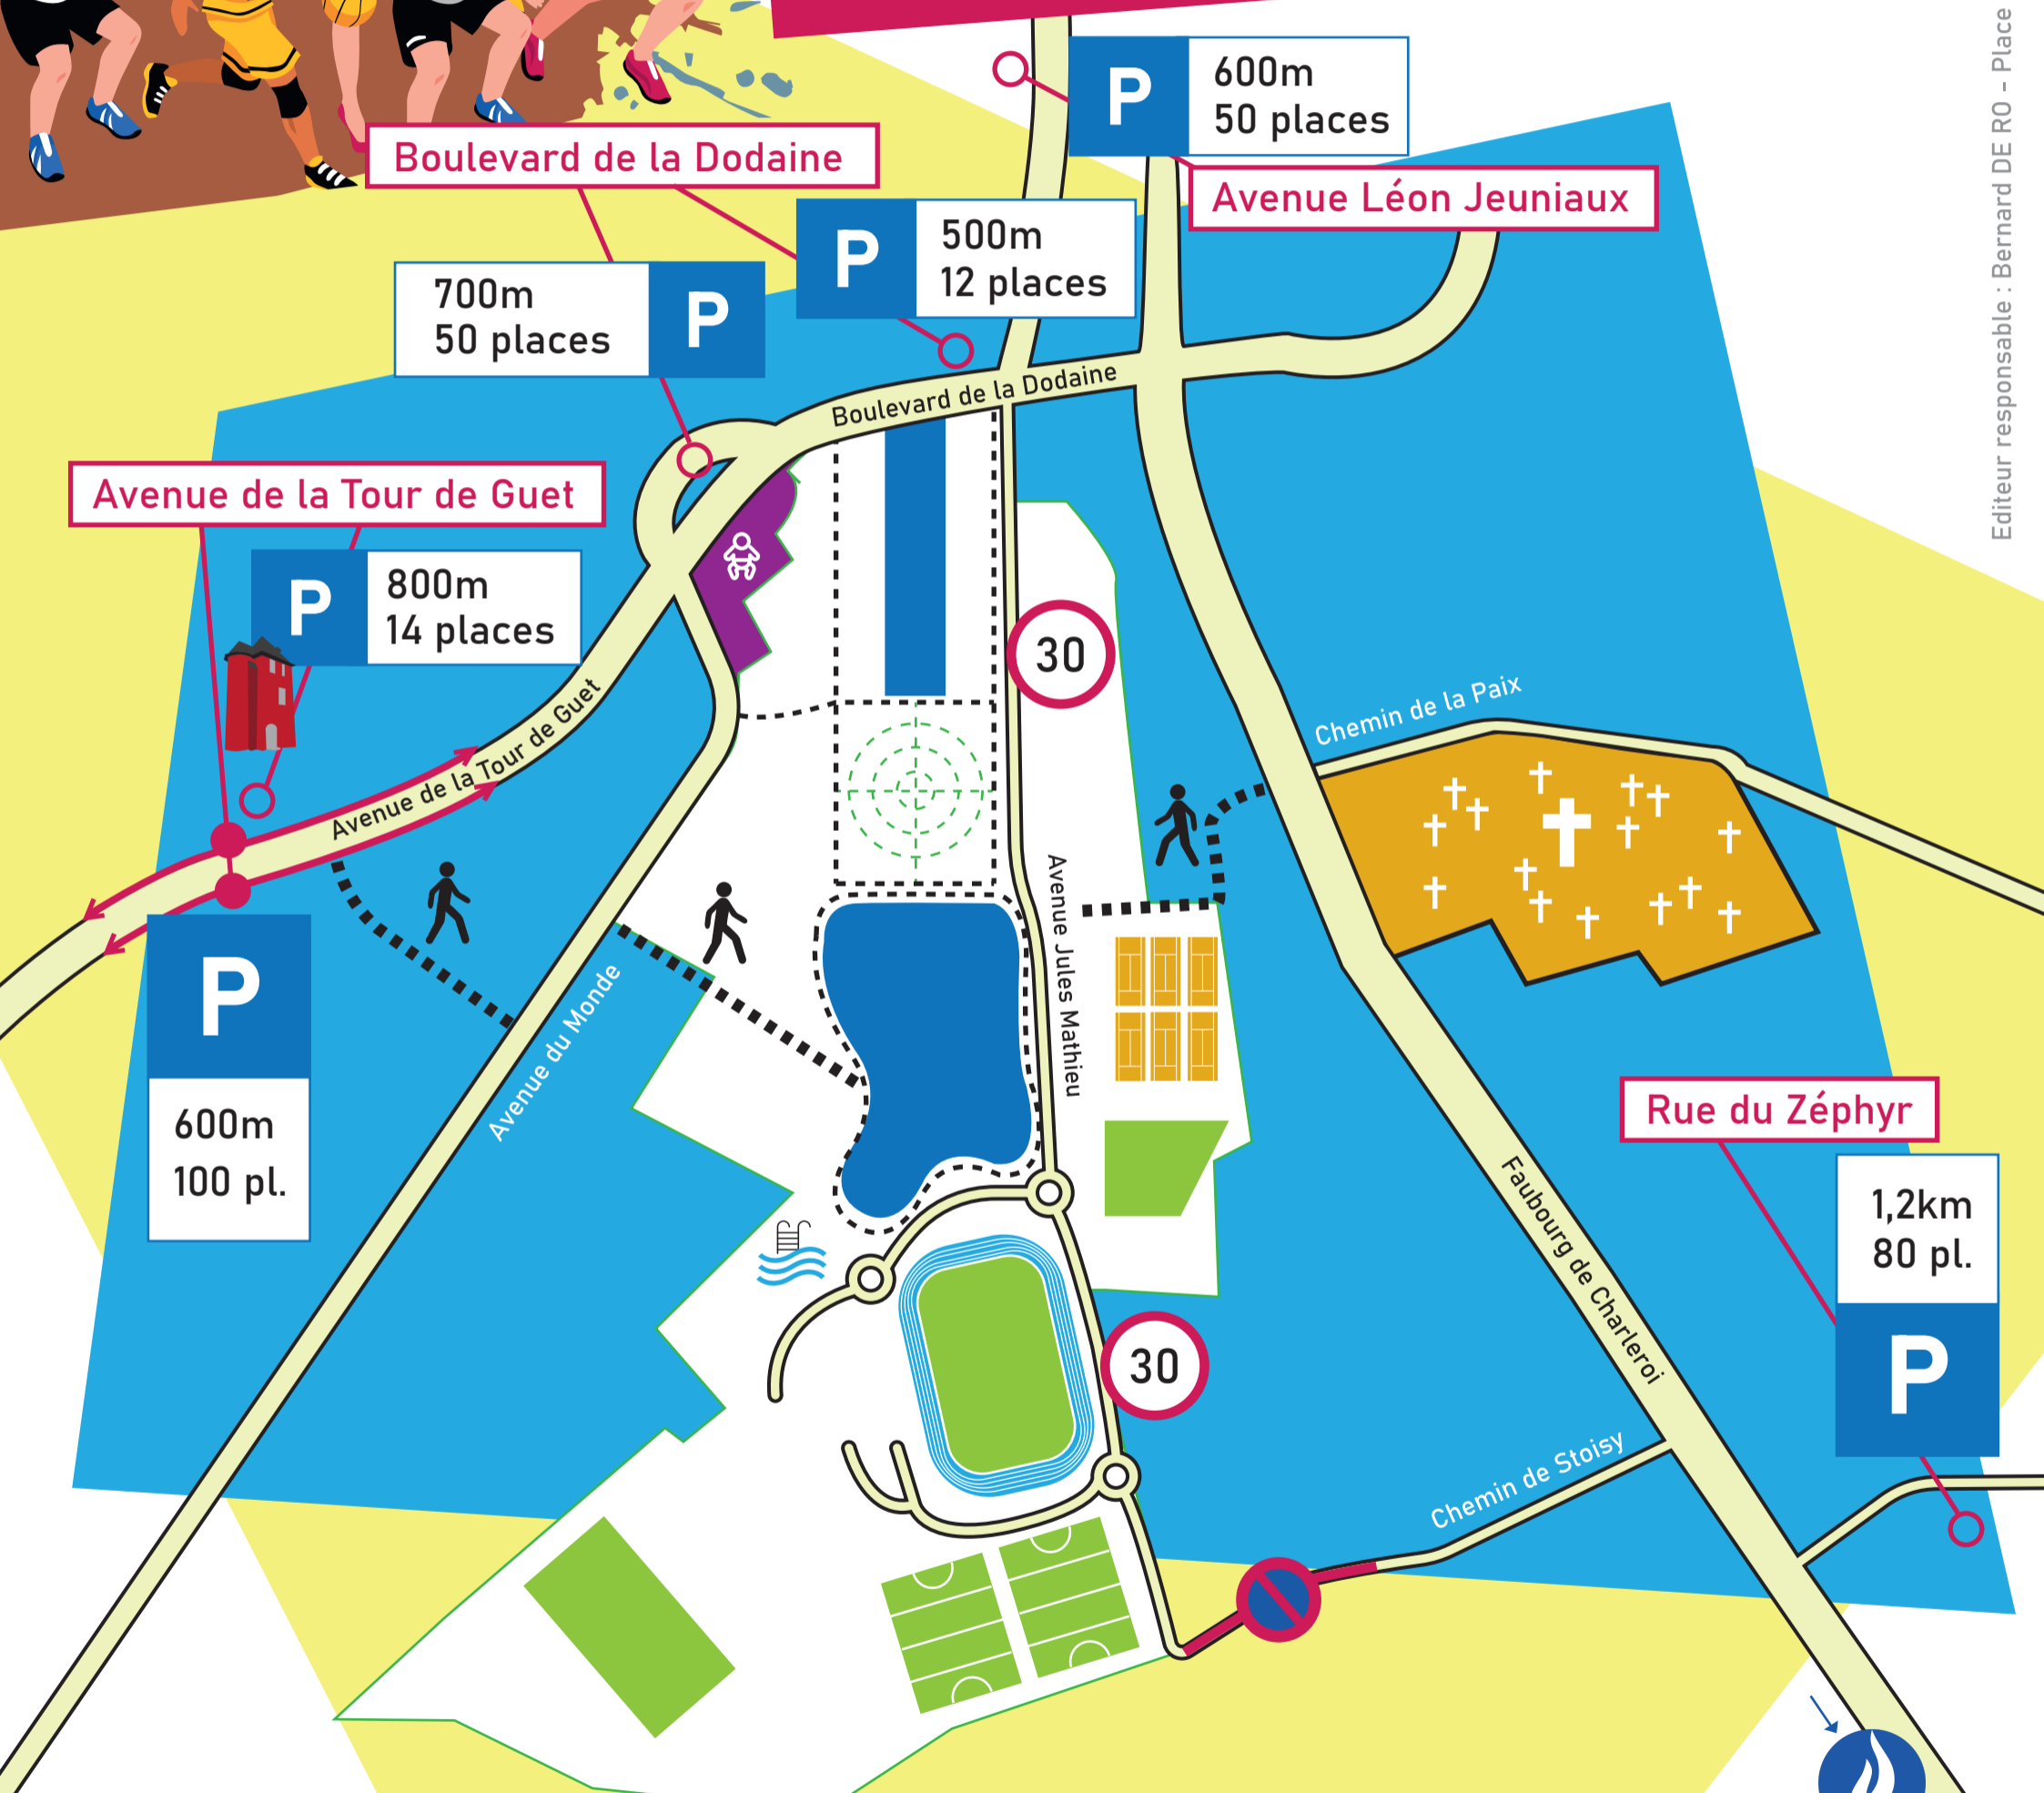 Editeur responsable : Bernard DE RO - Place
P
600m
50 places
Boulevard de la Dodaine
Avenue Léon Jeuniaux
P
500m
12 places
700m
50 places
P
Boulevard de la Dodaine
Avenue de la Tour de Guet
P
800m
14 places
30
Avenue de la Tour de Guet
Chemin de la Paix
Avenue Jules Mathieu
P
600m
100 pl.
Avenue du Monde
Rue du Zéphyr
1,2km
80 pl.
P
Faubourg de Charleroi
30
Chemin de Stoisy